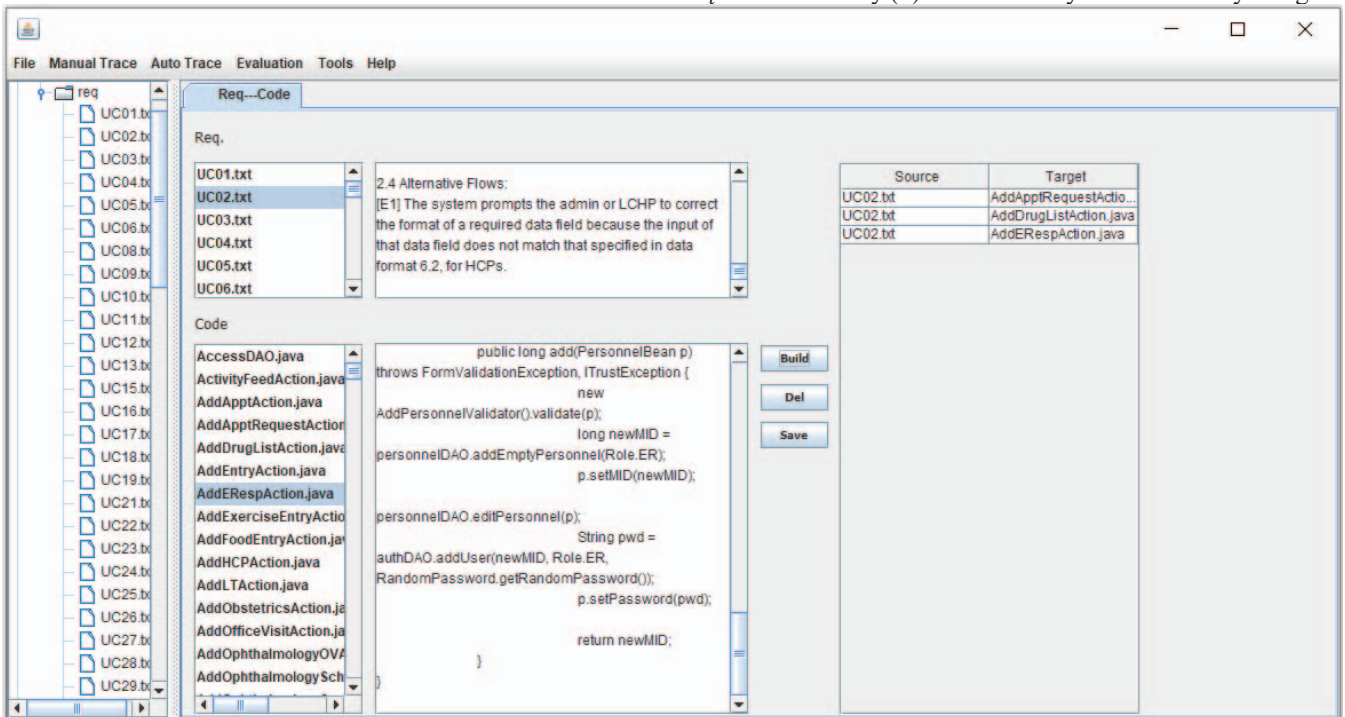 File Manual Trace Auto Trace Evaluation Tools Help
req
UC01.tx
UC02.tx
UC03.tx
UC04.tx
UC05.tx
UC06.tx
UC08.tx
UC09.tx
UC10.tx
UC11.tx
UC12.tx
UC13.tx
UC15.tx
UC16.tx
UC17.tx
UC18.tx
UC19.tx
UC21.tx
UC22.tx
UC23.tx
UC24.tx
UC25.tx
UC26.tx
UC27.tx
UC28.tx
UC29.tx
Req---Code
Req.
UC01.txt
UC02.txt
UC03.txt
UC04.txt
UC05.txt
UC06.txt
2.4 Alternative Flows:
[E1] The system prompts the admin or LCHP to correct
the format of a required data field because the input of
that data field does not match that specified in data
format 6.2, for HCPs.
Code
AccessDAO.java
ActivityFeedAction.java
AddApptAction.java
AddApptRequestAction
AddDrugListAction.java
AddEntryAction.java
AddERespAction.java
AddExerciseEntryActio
AddFoodEntryAction.jav
AddHCPAction.java
AddLTAction.java
AddObstetricsAction.ja
AddOfficeVisitAction.ja
AddOphthalmologyOVA
AddOphthalmologySch
public long add(PersonnelBean p)
throws FormValidationException, ITrustException {
new
AddPersonnelValidator().validate(p);
long newMID =
personnelDAO.addEmptyPersonnel(Role.ER);
p.setMID(newMID);
personnelDAO.editPersonnel(p);
String pwd =
authDAO.addUser(newMID, Role.ER,
RandomPassword.getRandomPassword());
p.setPassword(pwd);
return newMID;
}
}
Build
Del
Save
Source Target
UC02.txt AddApptRequestActio...
UC02.txt AddDrugListAction.java
UC02.txt AddERespAction.java